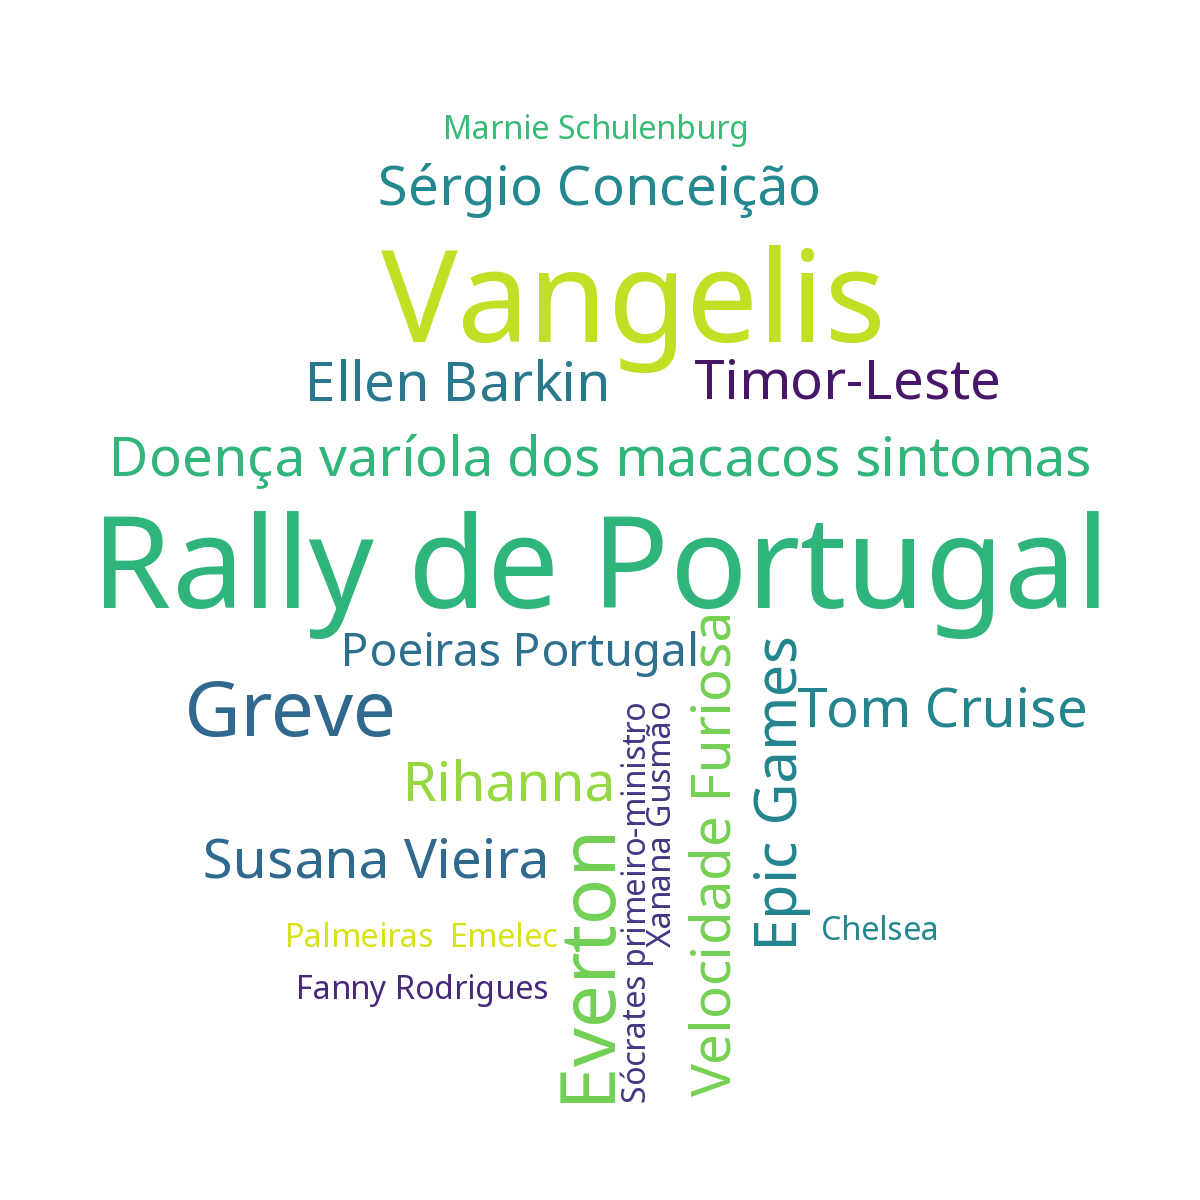 Marnie Schulenburg
Sérgio Conceição
Vangelis
Ellen Barkin
Timor-Leste
Doença varíola dos macacos sintomas
Rally de Portugal
Poeiras Portugal
Greve
Tom Cruise
Rihanna
Susana Vieira
Everton
Sócrates primeiro-ministro
Xanana Gusmão
Velocidade Furiosa
Epic Games
Palmeiras Emelec
Chelsea
Fanny Rodrigues